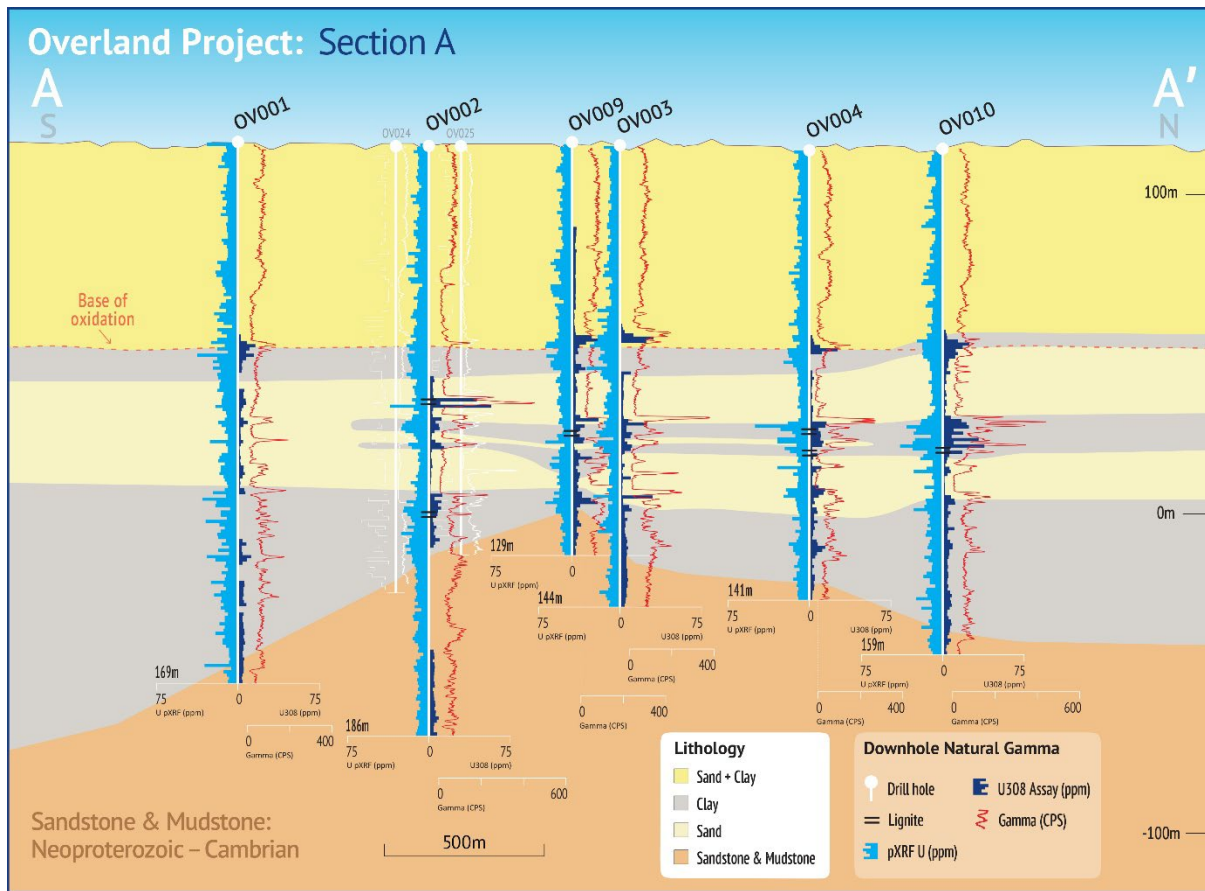 Overland Project: Section A
A
S
A'
N
OV001
OV024
OV002
OV025
OV009
OV003
OV004
OV010
100m
Base of
oxidation
0m
129m
75
0
U pXRF (ppm)
144m
75
0
75
U pXRF (ppm)
U308 (ppm)
141m
75
75
U pXRF (ppm)
U308 (ppm)
159m
75
0
75
U pXRF (ppm)
U308 (ppm)
169m
75
0
75
U pXRF (ppm)
U308 (ppm)
0
400
Gamma (CPS)
0
400
Gamma (CPS)
0
400
Gamma (CPS)
0
400
Gamma (CPS)
0
600
Gamma (CPS)
186m
75
0
75
U pXRF (ppm)
U308 (ppm)
0
600
Gamma (CPS)
Lithology
Sand + Clay
Clay
Sand
Sandstone & Mudstone
Downhole Natural Gamma
Drill hole
Lignite
pXRF U (ppm)
U308 Assay (ppm)
Gamma (CPS)
Sandstone & Mudstone:
Neoproterozoic – Cambrian
500m
-100m